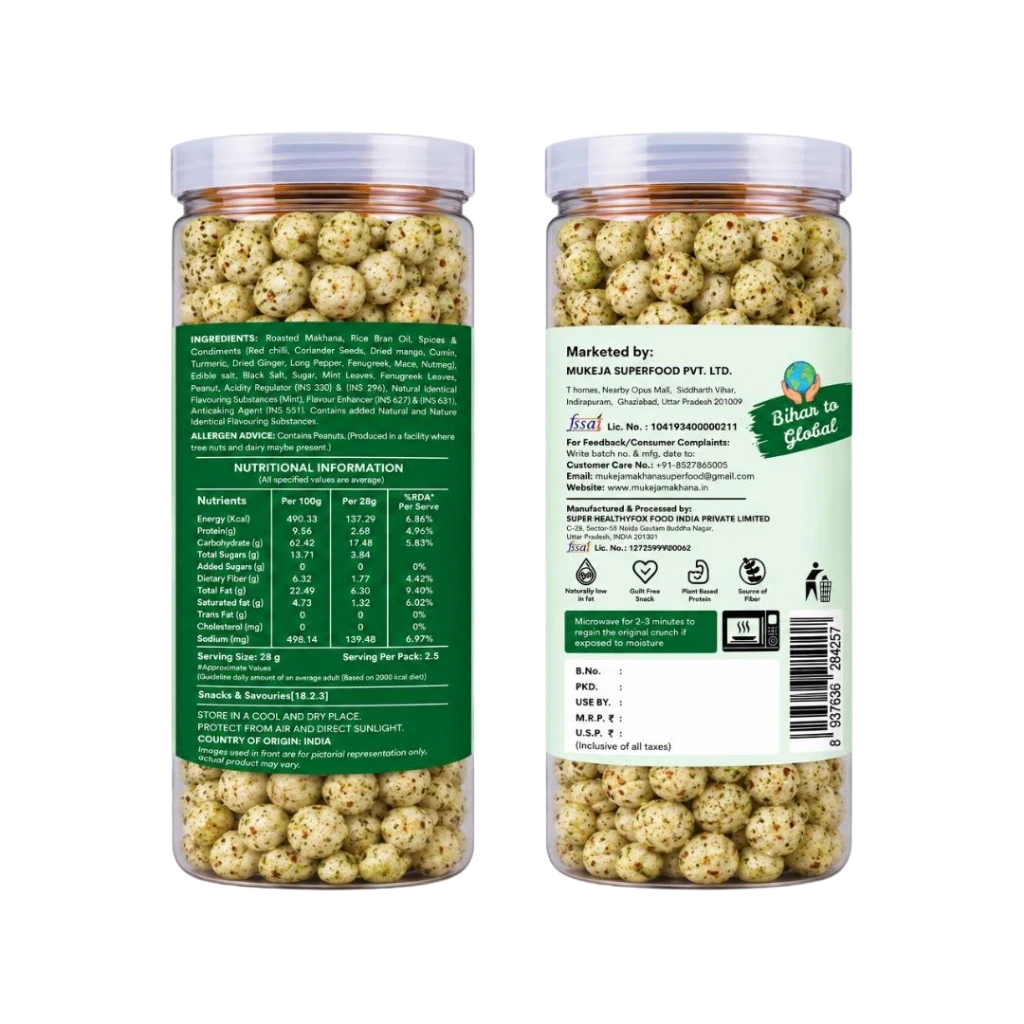 INGREDIENTS: Roasted Makhana, Rice Bran Oil, Spices &
Condiments (Red chilli, Coriander Seeds, Dried mango, Cumin,
Turmeric, Dried Ginger, Long Pepper, Fenugreek, Mace, Nutmeg),
Edible salt, Black Salt, Sugar, Mint Leaves, Fenugreek Leaves,
Peanut, Acidity Regulator (INS 330) & (INS 296), Natural Identical
Flavouring Substances (Mint), Flavour Enhancer (INS 627) & (INS 631),
Anticaking Agent (INS 551). Contains added Natural and Nature
Identical Flavouring Substances.
ALLERGEN ADVICE: Contains Peanuts. (Produced in a facility where
tree nuts and dairy maybe present.)
NUTRITIONAL INFORMATION
(All specified values are average)
Nutrients Per 100g Per 28g %RDA* Per Serve
Energy (Kcal) 490.33 137.29 6.86%
Protein(g) 9.56 2.68 4.96%
Carbohydrate (g) 62.42 17.48 5.83%
Total Sugars (g) 13.71 3.84
Added Sugars (g) 0 0 0%
Dietary Fiber (g) 6.32 1.77 4.42%
Total Fat (g) 22.49 6.30 9.40%
Saturated fat (g) 4.73 1.32 6.02%
Trans Fat (g) 0 0 0%
Cholesterol (mg) 0 0 0%
Sodium (mg) 498.14 139.48 6.97%
Serving Size: 28 g Serving Per Pack: 2.5
#Approximate Values
(Guideline daily amount of an average adult (Based on 2000 kcal diet))
Snacks & Savouries[18.2.3]
STORE IN A COOL AND DRY PLACE.
PROTECT FROM AIR AND DIRECT SUNLIGHT.
COUNTRY OF ORIGIN: INDIA
Images used in front are for pictorial representation only,
actual product may vary.
Marketed by:
MUKEJA SUPERFOOD PVT. LTD.
T homes, Nearby Opus Mall, Siddharth Vihar,
Indirapuram, Ghaziabad, Uttar Pradesh 201009
Bihar to
Global
fssai Lic. No. : 104193400000211
For Feedback/Consumer Complaints:
Write batch no. & mfg, date to:
Customer Care No.: +91-8527865005
Email: mukejamakhanasuperfood@gmail.com
Website: www.mukejamakhana.in
Manufactured & Processed by:
SUPER HEALTHYFOX FOOD INDIA PRIVATE LIMITED
C-28, Sector-58 Noida Gautam Buddha Nagar,
Uttar Pradesh, INDIA 201301
fssai Lic. No.:
Naturally low
in fat
Guilt Free
Snack
Plant Based
Protein
Source of
Fiber
Microwave for 2-3 minutes to
regain the original crunch if
exposed to moisture
B.No. :
PKD. :
USE BY. :
M.R.P. ₹ :
U.S.P. ₹ :
(Inclusive of all taxes)
8 937636 284257